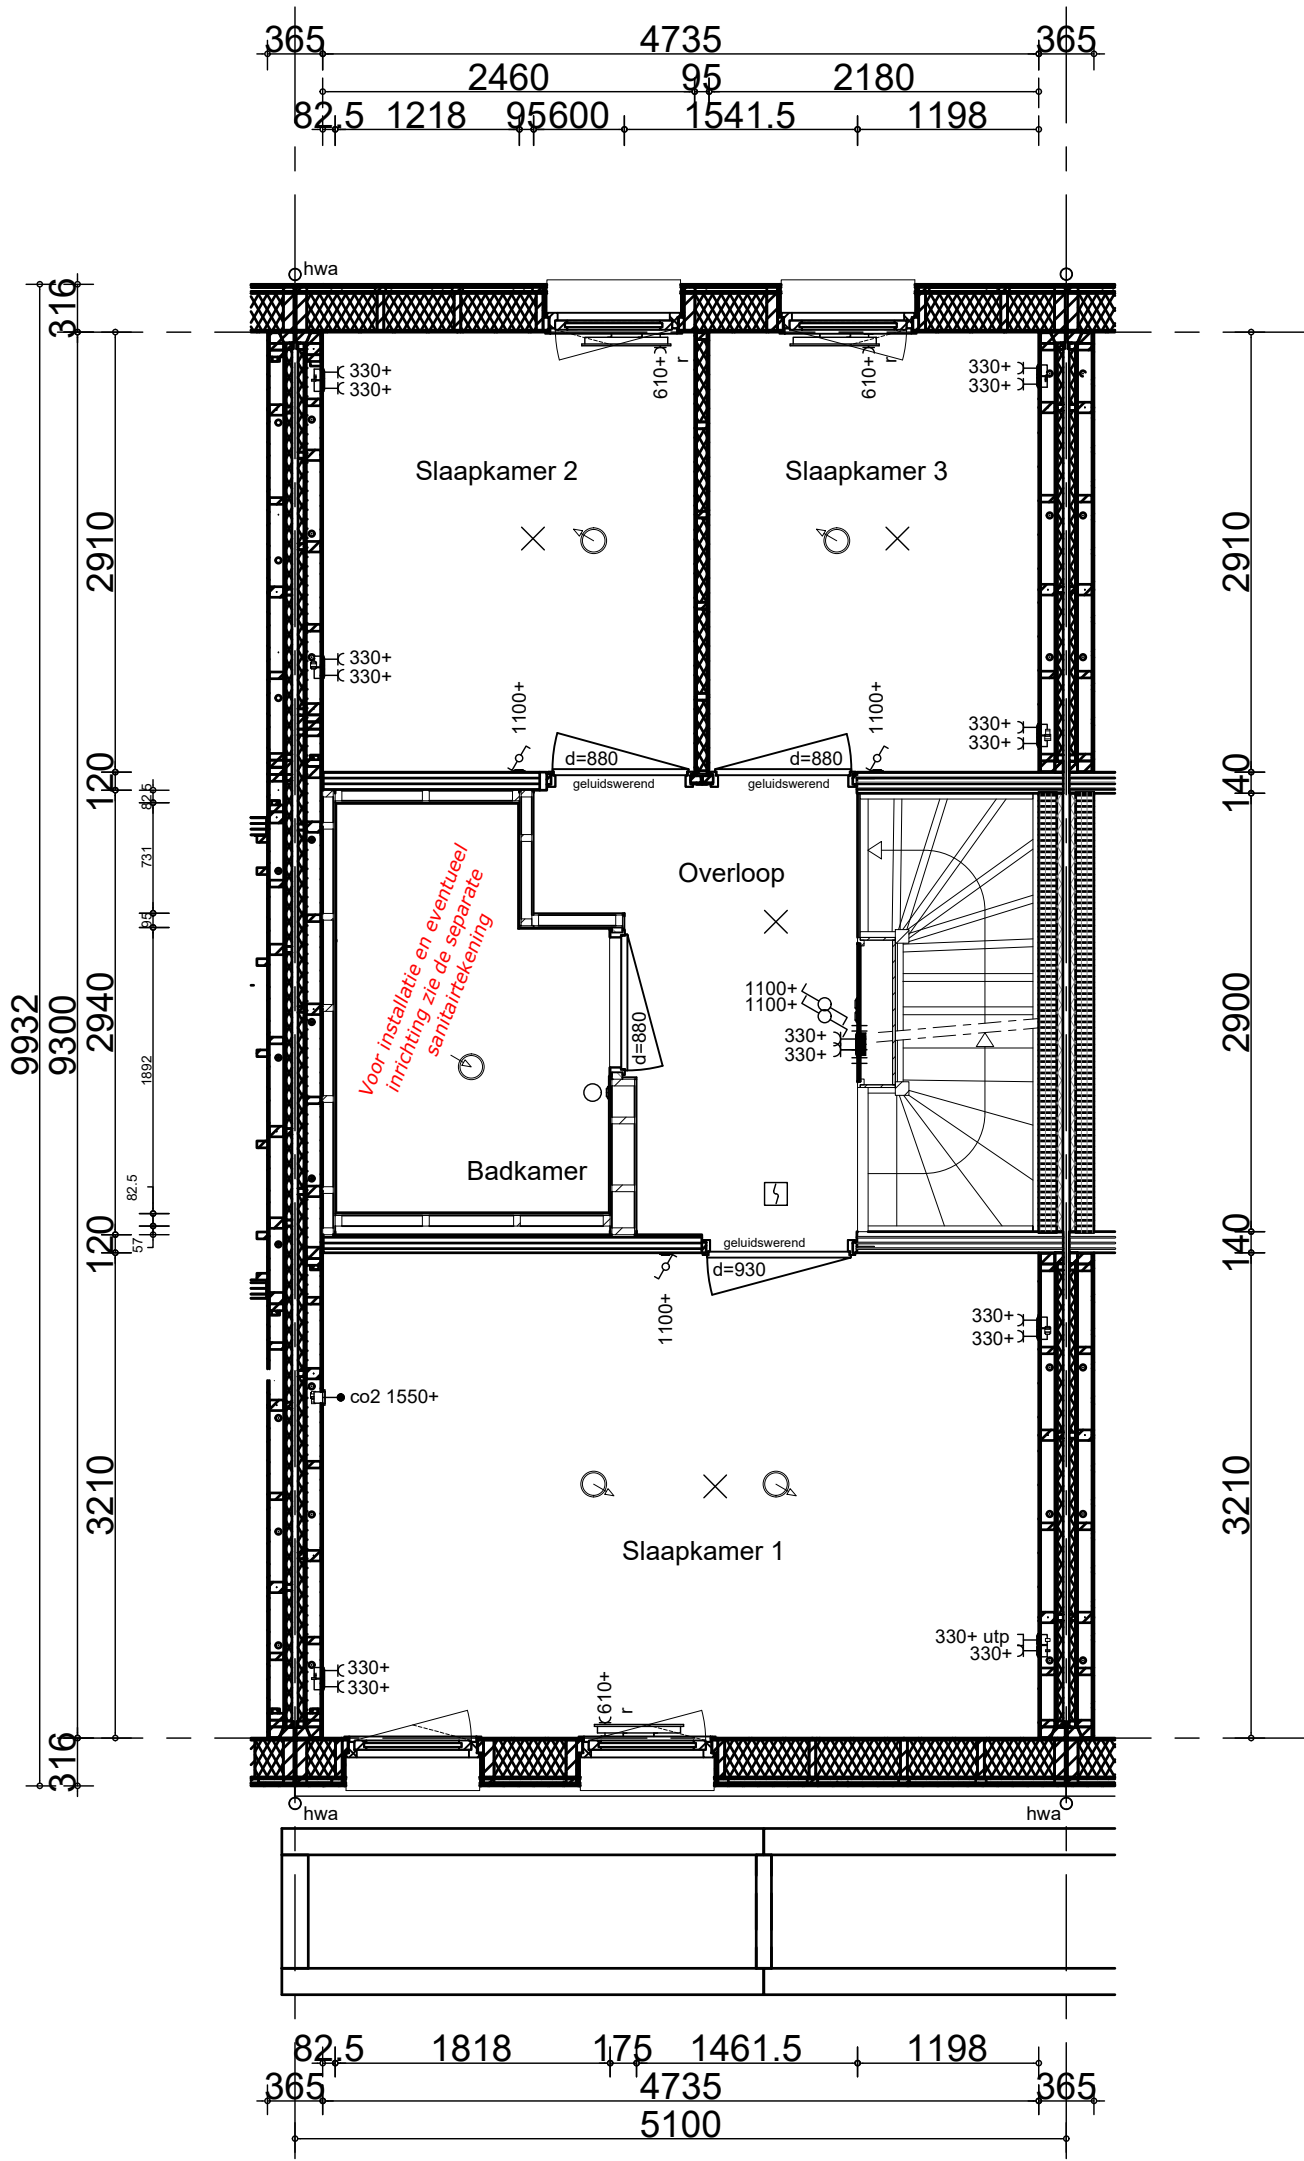 365 4735 365
2460 95 2180
82.5 1218 95 600 1541.5 1198
hwa
316
330+
330+
610+
r
610+
r
330+
330+
Slaapkamer 2
Slaapkamer 3
2910
2910
330+
330+
1100+
1100+
330+
330+
d=880
d=880
geluidswerend
geluidswerend
120
140
82.5
731
95
Overloop
Voor installatie en eventueel
inrichting zie de separate
sanitairtekening
1100+
1100+
330+
330+
d=880
9932
9300
2940
1892
2900
Badkamer
82.5
57
120
140
geluidswerend
d=930
1100+
330+
330+
co2 1550+
3210
3210
Slaapkamer 1
330+ utp
330+
330+
330+
610+
r
316
hwa
hwa
82.5 1818 175 1461.5 1198
365 4735 365
5100